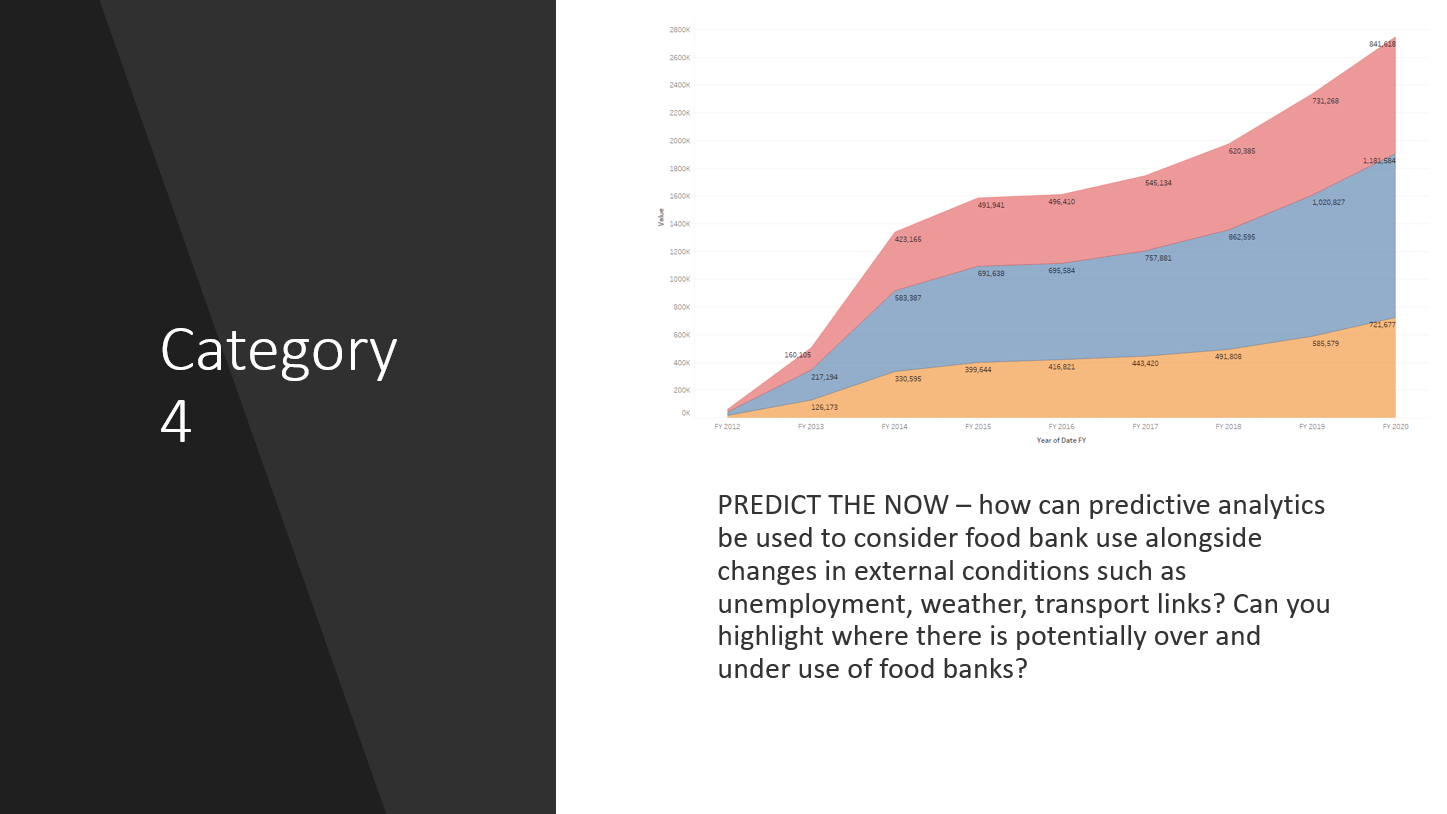 Category
4
2800K
2600K
2400K
2200K
2000K
1800K
1600K
1400K
1200K
1000K
800K
600K
400K
200K
0K
Value
841,618
731,268
620,385
545,134
496,410
491,941
423,165
160,105
1,181,584
1,020,827
862,595
757,881
695,584
691,638
583,387
217,194
721,677
585,579
491,808
443,420
416,821
399,644
330,595
126,173
FY 2012 FY 2013 FY 2014 FY 2015 FY 2016 FY 2017 FY 2018 FY 2019 FY 2020
Year of Date FY
PREDICT THE NOW – how can predictive analytics
be used to consider food bank use alongside
changes in external conditions such as
unemployment, weather, transport links? Can you
highlight where there is potentially over and
under use of food banks?